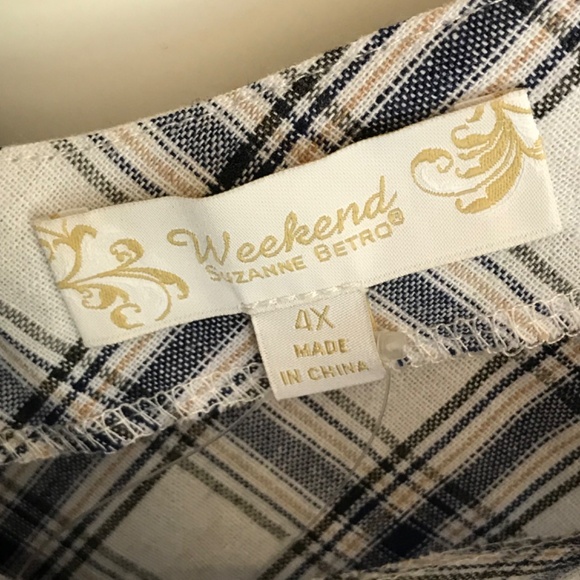 Weekend
SUZANNE BETRO®
4X
MADE
IN CHINA